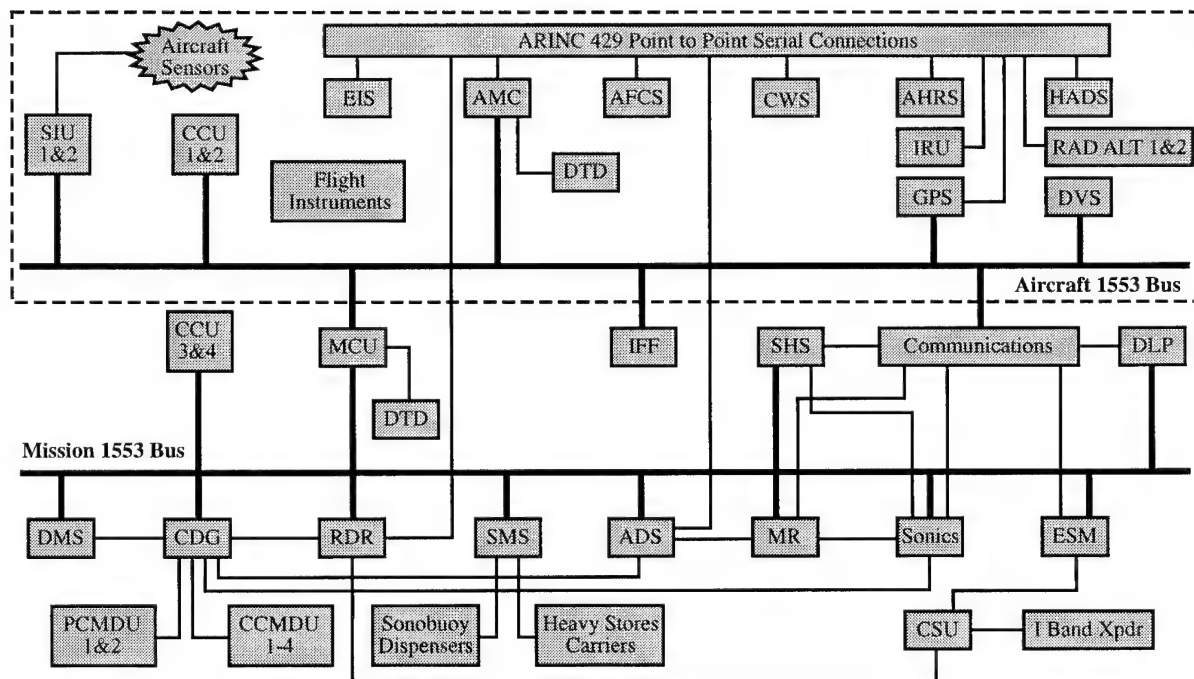 Aircraft
Sensors
ARINC 429 Point to Point Serial Connections
EIS
AMC
AFCS
CWS
AHRS
HADS
SIU
1&2
CCU
1&2
IRU
RAD ALT 1&2
Flight
Instruments
DTD
GPS
DVS
Aircraft 1553 Bus
CCU
3&4
MCU
IFF
SHS
Communications
DLP
DTD
Mission 1553 Bus
DMS
CDG
RDR
SMS
ADS
MR
Sonics
ESM
PCMDU
1&2
CCMDU
1-4
Sonobuoy
Dispensers
Heavy Stores
Carriers
CSU
I Band Xpdr